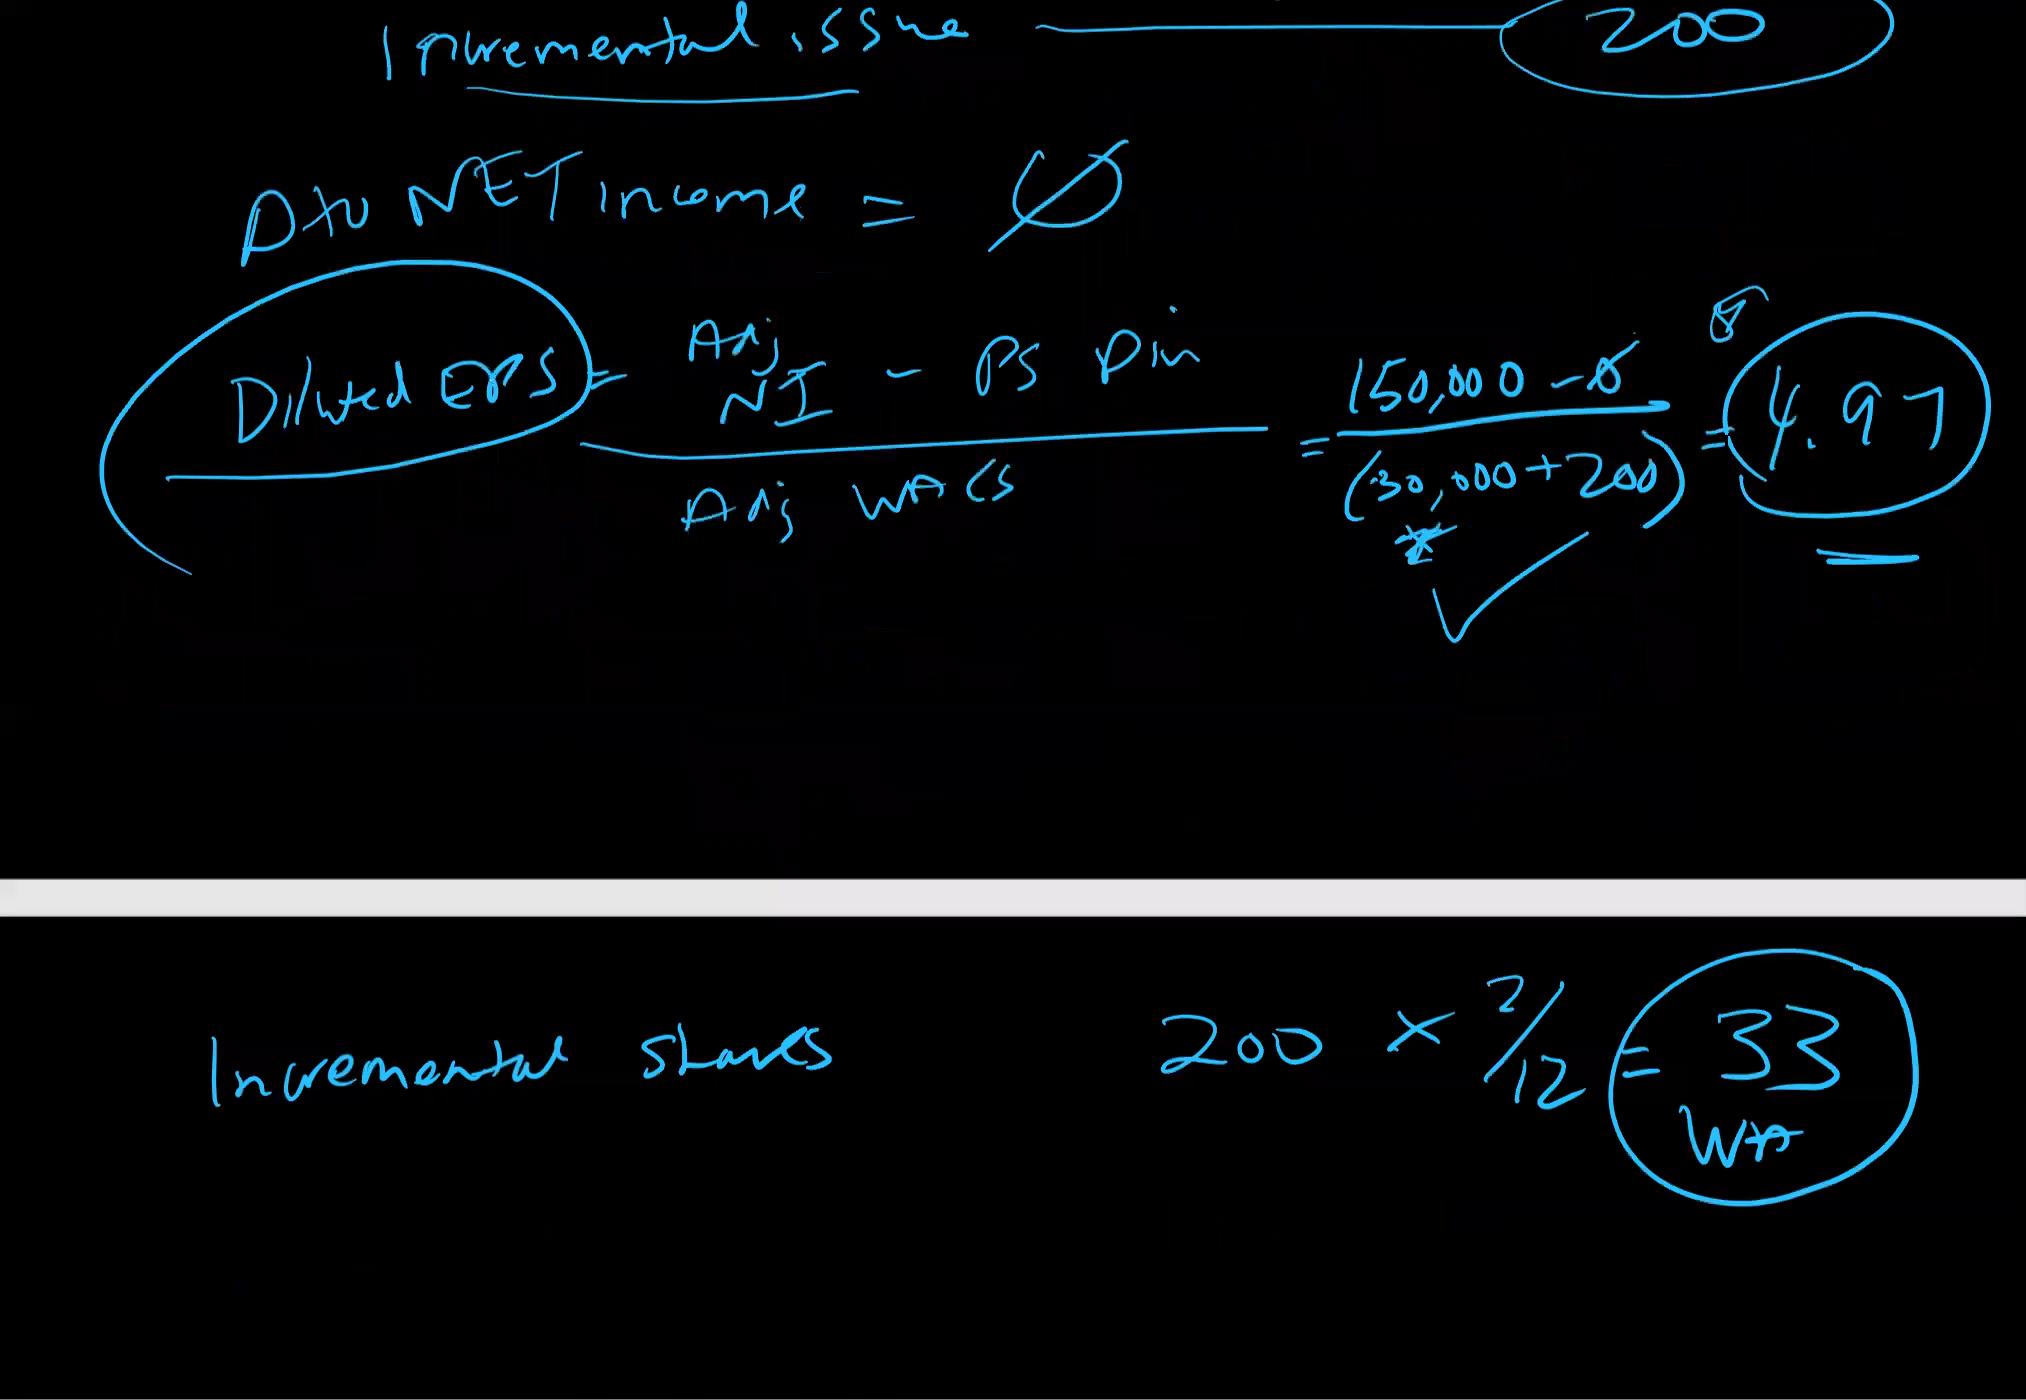 Incremental issue 200
D to NET income = Ø
Diluted EPS = Adj NI - PS Div / Adj WACS = 150,000 - 0 / (30,000 + 200) = $ 4.97
Incremental shares 200 × 2/12 = 33
WA